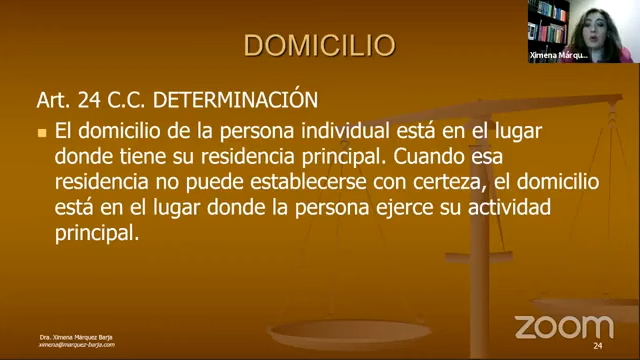 DOMICILIO
Ximena Márqu...
Art. 24 C.C. DETERMINACIÓN
El domicilio de la persona individual está en el lugar
donde tiene su residencia principal. Cuando esa
residencia no puede establecerse con certeza, el domicilio
está en el lugar donde la persona ejerce su actividad
principal.
Dra. Ximena Márquez Barja
ximena@marquez-barja.com
zoom
24